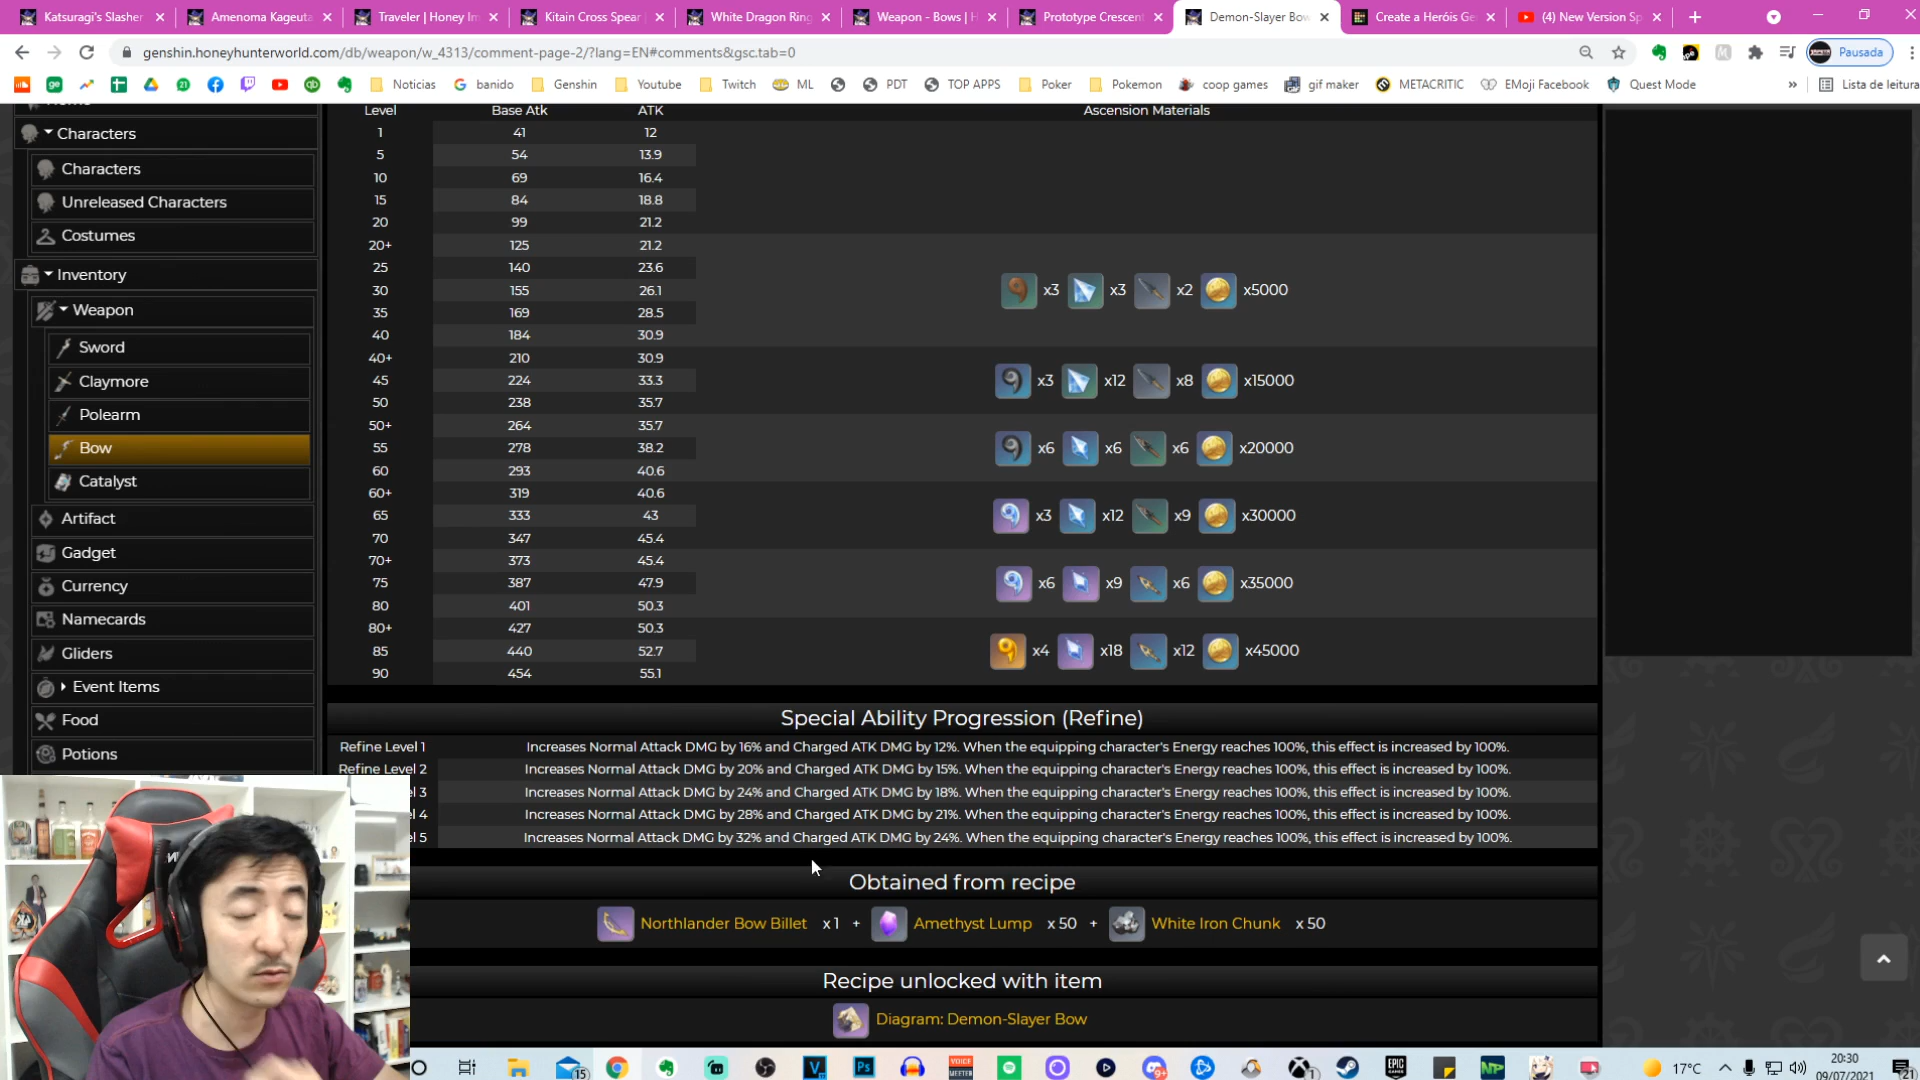 Katsuragi's Slasher
Amenoma Kageuta
Traveler | Honey Im
Kitain Cross Spear
White Dragon Ring
Weapon - Bows | H
Prototype Crescent
Demon-Slayer Bow
Create a Heróis Ge
(4) New Version Sp
genshin.honeyhunterworld.com/db/weapon/w_4313/comment-page-2/?lang=EN#comments&gsc.tab=0
Pausada
Noticias
banido
Genshin
Youtube
Twitch
ML
PDT
TOP APPS
Poker
Pokemon
coop games
gif maker
METACRITIC
EMoji Facebook
Quest Mode
»
Lista de leitura
Characters
Characters
Unreleased Characters
Costumes
Inventory
Weapon
Sword
Claymore
Polearm
Bow
Catalyst
Artifact
Gadget
Currency
Namecards
Gliders
Event Items
Food
Potions
Level Base Atk ATK Ascension Materials
1 41 12
5 54 13.9
10 69 16.4
15 84 18.8
20 99 21.2
20+ 125 21.2
25 140 23.6
30 155 26.1
x3 x3 x2 x5000
35 169 28.5
40 184 30.9
40+ 210 30.9
45 224 33.3
x3 x12 x8 x15000
50 238 35.7
50+ 264 35.7
55 278 38.2
x6 x6 x6 x20000
60 293 40.6
60+ 319 40.6
65 333 43
x3 x12 x9 x30000
70 347 45.4
70+ 373 45.4
75 387 47.9
x6 x9 x6 x35000
80 401 50.3
80+ 427 50.3
85 440 52.7
x4 x18 x12 x45000
90 454 55.1
Special Ability Progression (Refine)
Refine Level 1 Increases Normal Attack DMG by 16% and Charged ATK DMG by 12%. When the equipping character's Energy reaches 100%, this effect is increased by 100%.
Refine Level 2 Increases Normal Attack DMG by 20% and Charged ATK DMG by 15%. When the equipping character's Energy reaches 100%, this effect is increased by 100%.
el 3 Increases Normal Attack DMG by 24% and Charged ATK DMG by 18%. When the equipping character's Energy reaches 100%, this effect is increased by 100%.
el 4 Increases Normal Attack DMG by 28% and Charged ATK DMG by 21%. When the equipping character's Energy reaches 100%, this effect is increased by 100%.
el 5 Increases Normal Attack DMG by 32% and Charged ATK DMG by 24%. When the equipping character's Energy reaches 100%, this effect is increased by 100%.
Obtained from recipe
Northlander Bow Billet x 1 + Amethyst Lump x 50 + White Iron Chunk x 50
Recipe unlocked with item
Diagram: Demon-Slayer Bow
17°C
20:30
09/07/2021